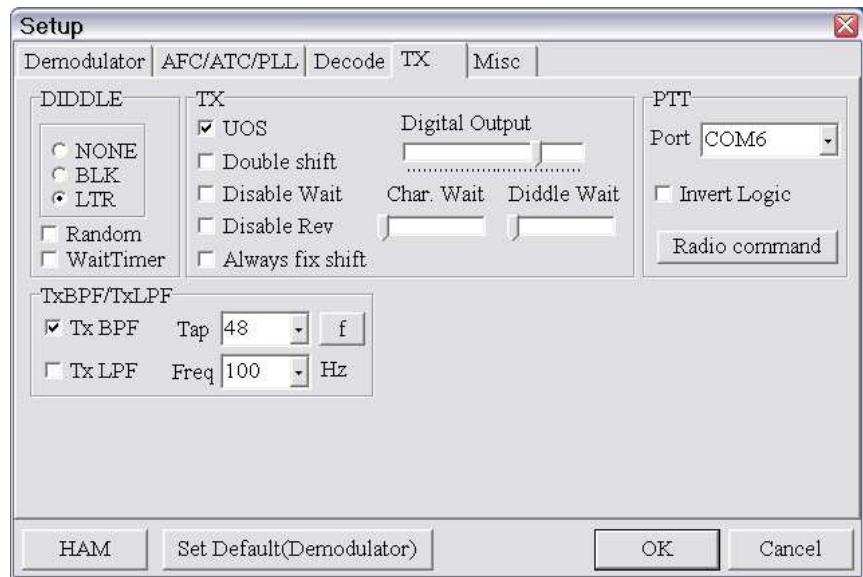 Setup
Demodulator AFC/ATC/PLL Decode TX Misc
DIDDLE
NONE
BLK
LTR
Random
WaitTimer
TX
UOS
Double shift
Disable Wait
Disable Rev
Always fix shift
Digital Output
Char. Wait Diddle Wait
PTT
Port COM6
Invert Logic
Radio command
TxBPF/TxLPF
Tx BPF Tap 48 f
Tx LPF Freq 100 Hz
HAM Set Default(Demodulator) OK Cancel